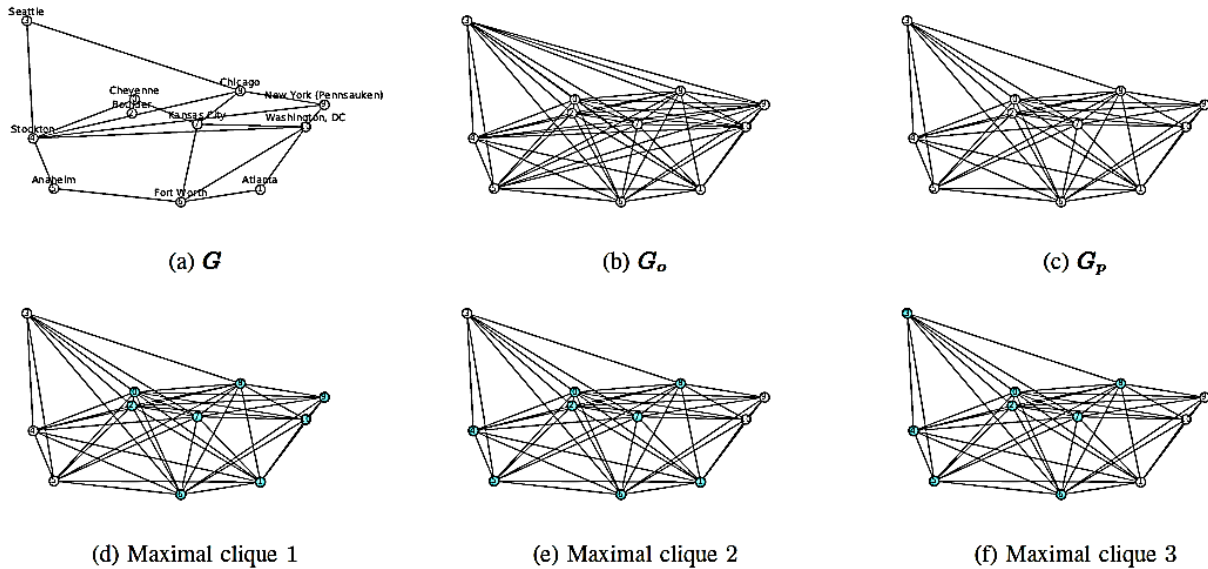 Seattle
Chicago
Cheyenne
New York (Pennsauken)
Boulder
Kansas City
Washington, DC
Stockton
Anaheim
Fort Worth
Atlanta
(a) G
(b) Gₒ
(c) Gₚ
(d) Maximal clique 1
(e) Maximal clique 2
(f) Maximal clique 3